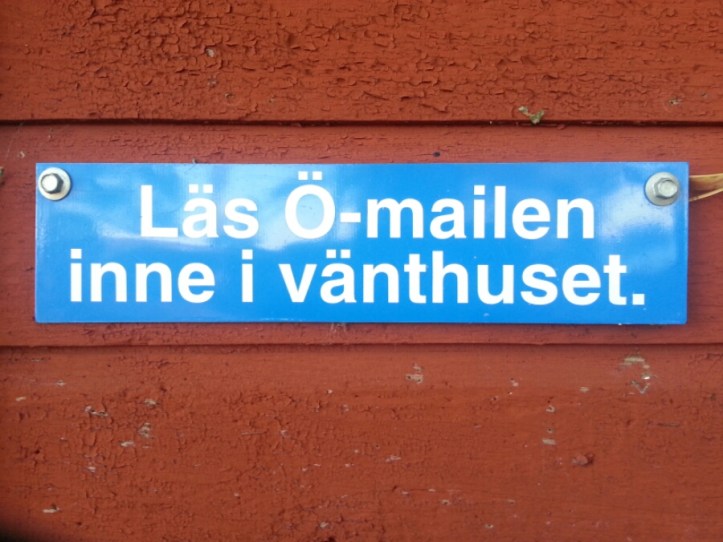 Läs Ö-mailen
inne i vänthuset.